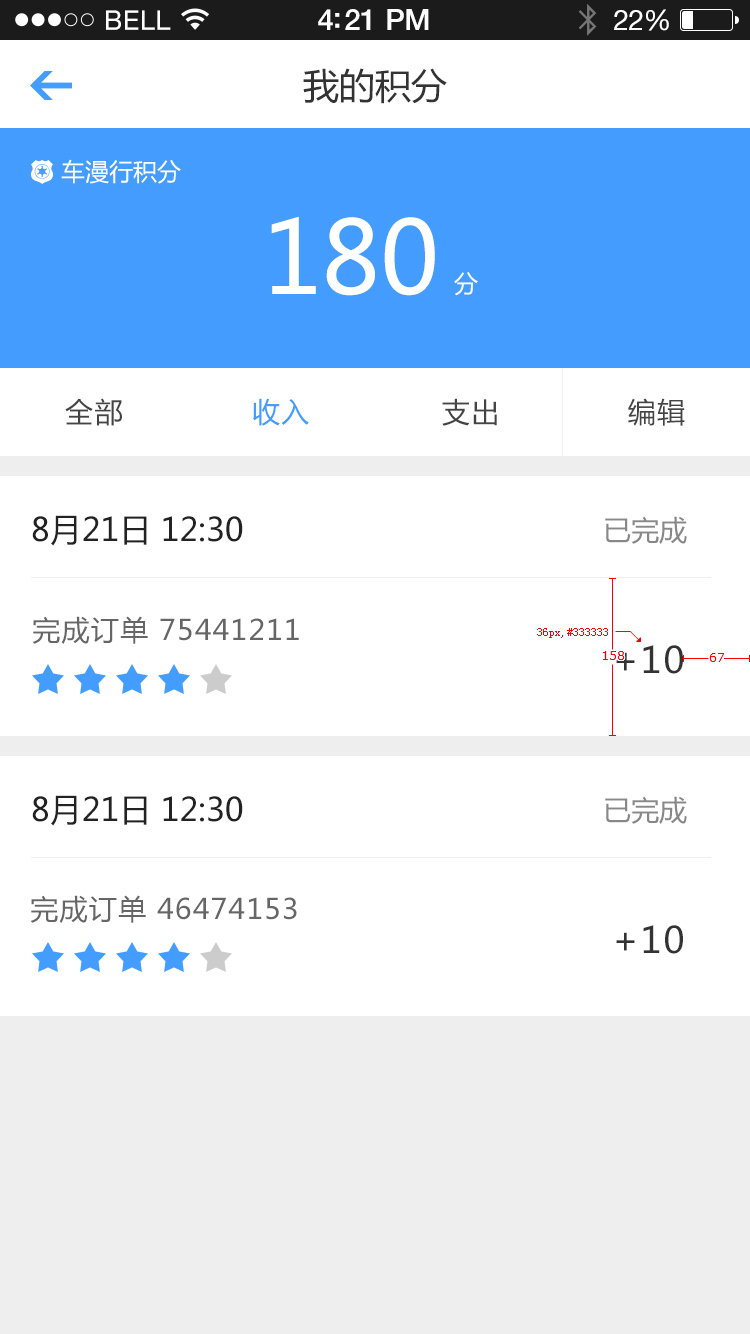 BELL 4:21 PM 22%
我的积分
车漫行积分
180 分
全部 收入 支出 编辑
8月21日 12:30 已完成
完成订单 75441211
36px,#333333
158
+10
67
8月21日 12:30 已完成
完成订单 46474153
+10